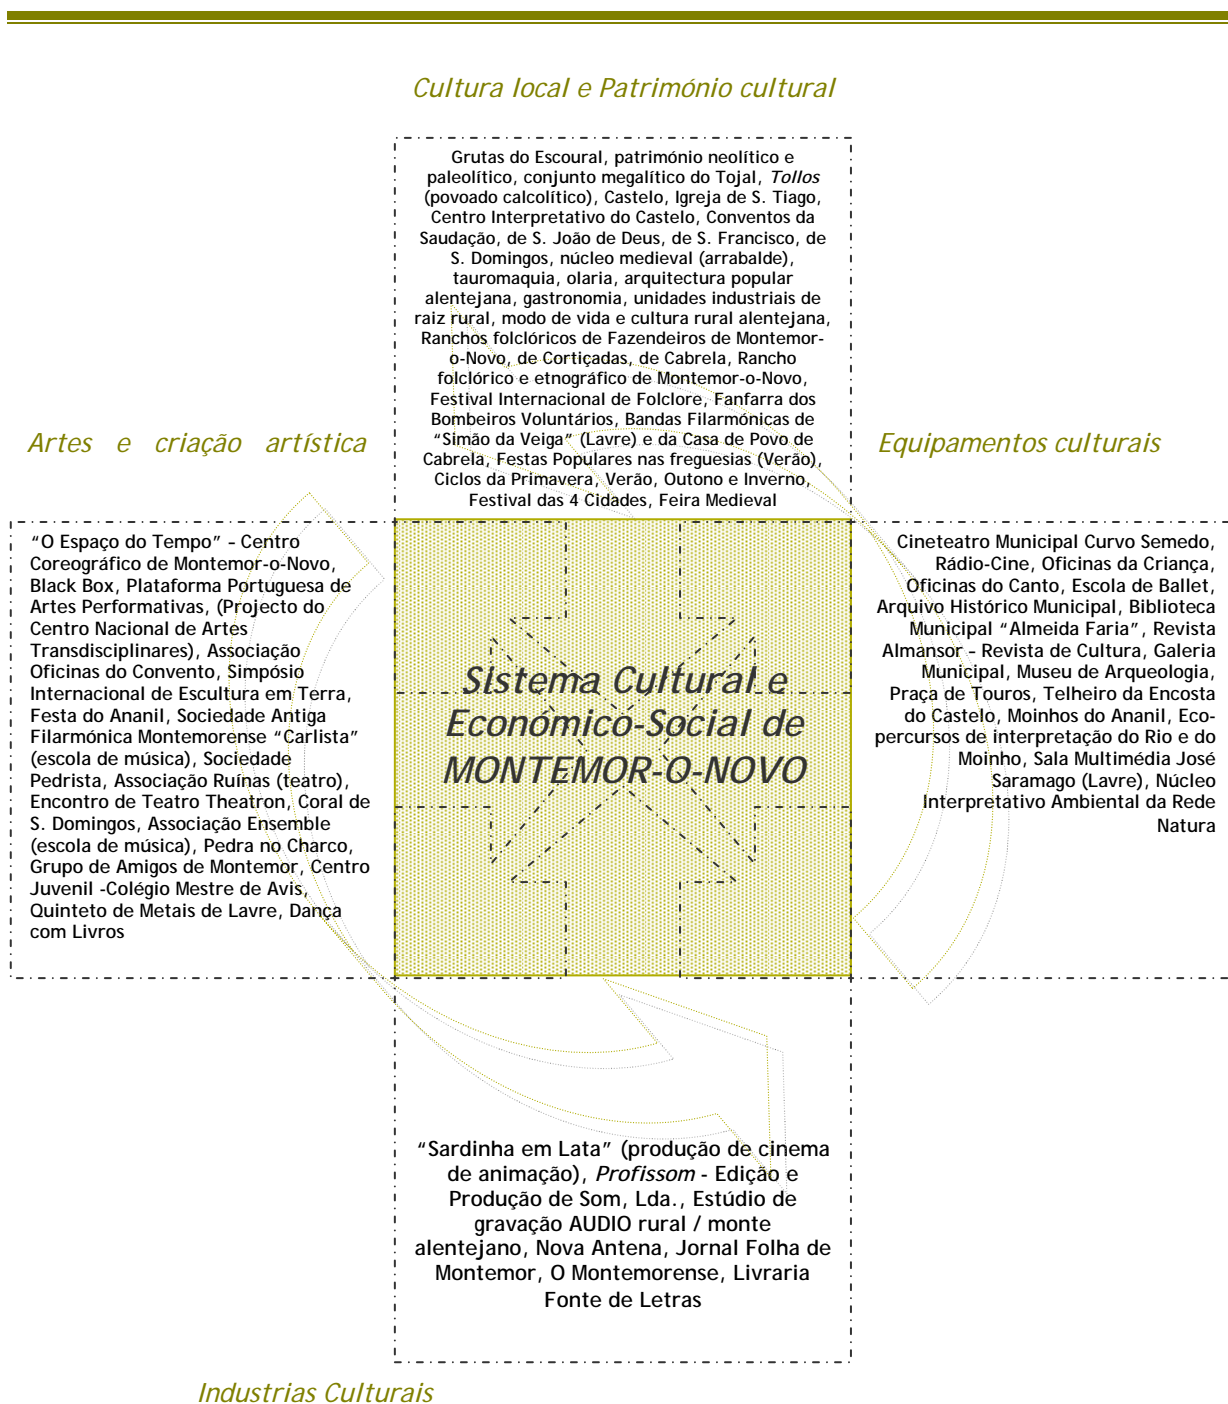 Cultura local e Património cultural
Grutas do Escoural, património neolítico e
paleolítico, conjunto megalítico do Tojal, Tollos
(povoado calcolítico), Castelo, Igreja de S. Tiago,
Centro Interpretativo do Castelo, Conventos da
Saudação, de S. João de Deus, de S. Francisco, de
S. Domingos, núcleo medieval (arrabalde),
tauromaquia, olaria, arquitectura popular
alentejana, gastronomia, unidades industriais de
raiz rural, modo de vida e cultura rural alentejana,
Ranchos folclóricos de Fazendeiros de Montemor-
o-Novo, de Cortiçadas, de Cabrela, Rancho
folclórico e etnográfico de Montemor-o-Novo,
Festival Internacional de Folclore, Fanfarra dos
Bombeiros Voluntários, Bandas Filarmónicas de
“Simão da Veiga” (Lavre) e da Casa de Povo de
Cabrela, Festas Populares nas freguesias (Verão),
Ciclos da Primavera, Verão, Outono e Inverno,
Festival das 4 Cidades, Feira Medieval
Artes e criação artística
“O Espaço do Tempo” – Centro
Coreográfico de Montemor-o-Novo,
Black Box, Plataforma Portuguesa de
Artes Performativas, (Projecto do
Centro Nacional de Artes
Transdisciplinares), Associação
Oficinas do Convento, Simpósio
Internacional de Escultura em Terra,
Festa do Ananil, Sociedade Antiga
Filarmónica Montemorense “Carlista”
(escola de música), Sociedade
Pedrista, Associação Ruínas (teatro),
Encontro de Teatro Theatron, Coral de
S. Domingos, Associação Ensemble
(escola de música), Pedra no Charco,
Grupo de Amigos de Montemor, Centro
Juvenil -Colégio Mestre de Avis,
Quinteto de Metais de Lavre, Dança
com Livros
Sistema Cultural e
Económico-Social de
MONTEMOR-O-NOVO
Equipamentos culturais
Cineteatro Municipal Curvo Semedo,
Rádio-Cine, Oficinas da Criança,
Oficinas do Canto, Escola de Ballet,
Arquivo Histórico Municipal, Biblioteca
Municipal “Almeida Faria”, Revista
Almansor – Revista de Cultura, Galeria
Municipal, Museu de Arqueologia,
Praça de Touros, Telheiro da Encosta
do Castelo, Moinhos do Ananil, Eco-
percursos de interpretação do Rio e do
Moinho, Sala Multimédia José
Saramago (Lavre), Núcleo
Interpretativo Ambiental da Rede
Natura
“Sardinha em Lata” (produção de cinema
de animação), Profissom - Edição e
Produção de Som, Lda., Estúdio de
gravação AUDIO rural / monte
alentejano, Nova Antena, Jornal Folha de
Montemor, O Montemorense, Livraria
Fonte de Letras
Industrias Culturais